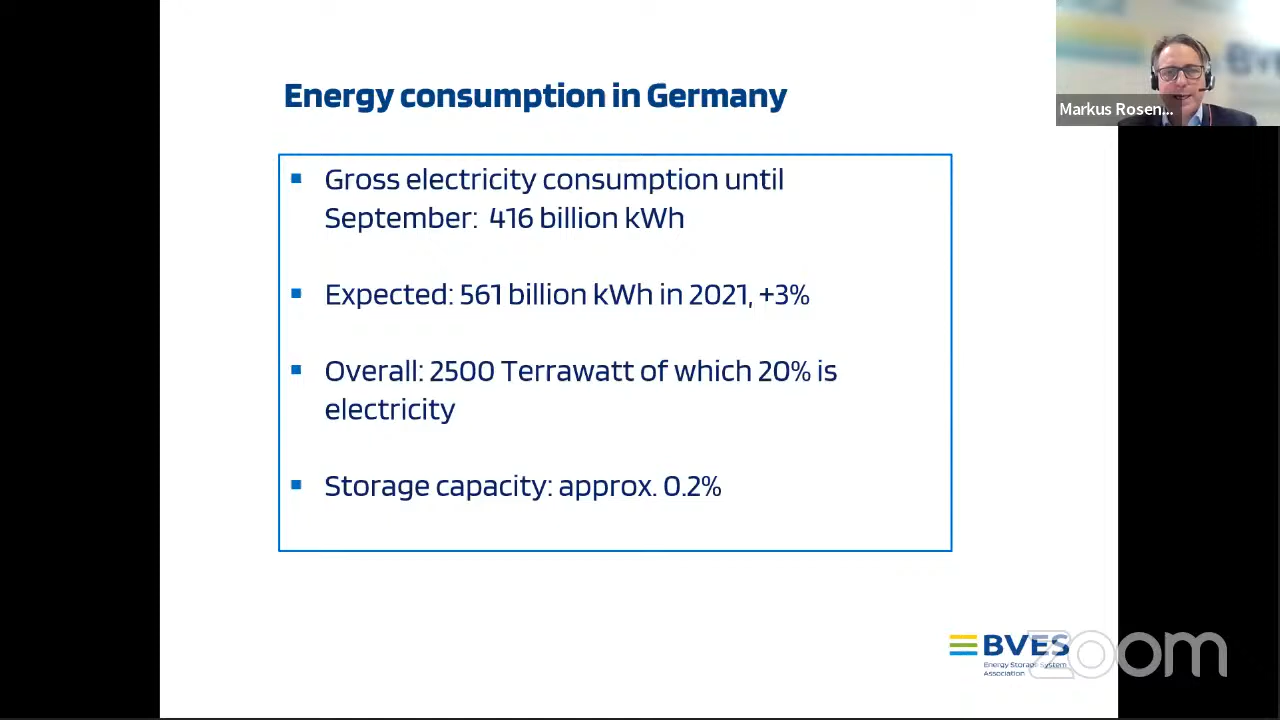 Energy consumption in Germany
Markus Rosen...
▪ Gross electricity consumption until
September: 416 billion kWh
▪ Expected: 561 billion kWh in 2021, +3%
▪ Overall: 2500 Terrawatt of which 20% is
electricity
▪ Storage capacity: approx. 0.2%
BVES
Energy Storage System
Association
zoom